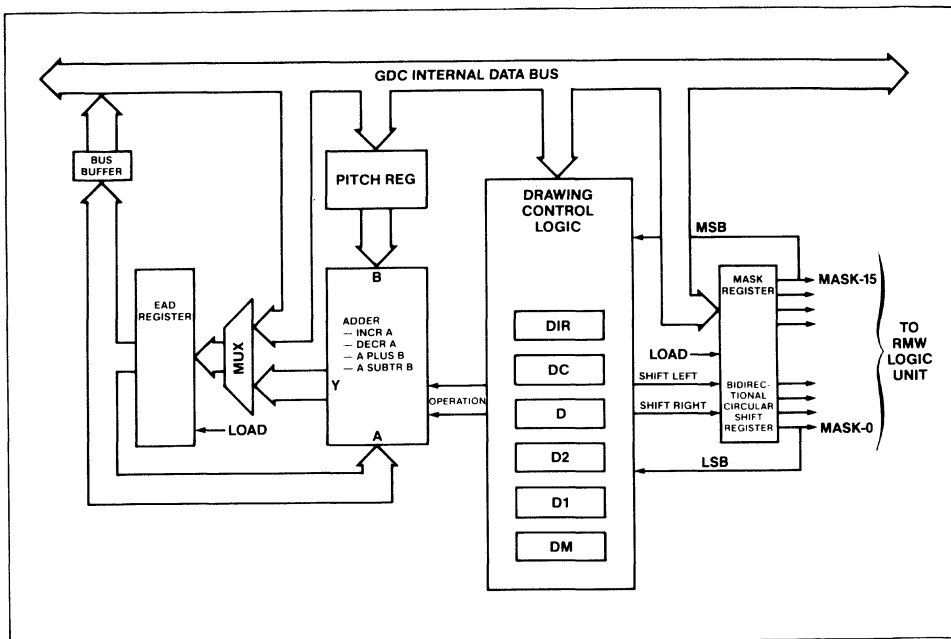 GDC INTERNAL DATA BUS
BUS
BUFFER
PITCH REG
DRAWING
CONTROL
LOGIC
MSB
B
EAD
REGISTER
MUX
ADDER
— INCR A
— DECR A
— A PLUS B
— A SUBTR B
Y
A
LOAD
OPERATION
DIR
DC
D
D2
D1
DM
MASK
REGISTER
MASK-15
LOAD
SHIFT LEFT
SHIFT RIGHT
BIDIREC-
TIONAL
CIRCULAR
SHIFT
REGISTER
MASK-0
LSB
TO
RMW
LOGIC
UNIT